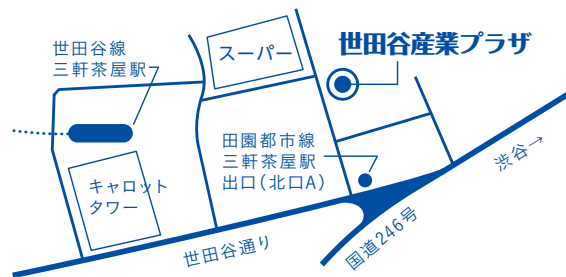 世田谷線
三軒茶屋駅
スーパー
世田谷産業プラザ
田園都市線
三軒茶屋駅
出口(北口A)
キャロット
タワー
渋谷→
世田谷通り
国道246号